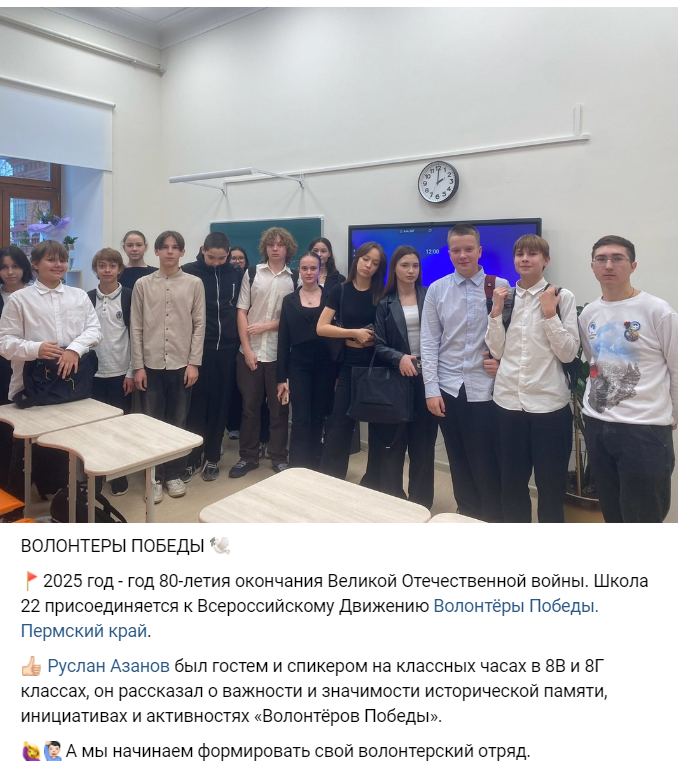 12:00
ВОЛОНТЕРЫ ПОБЕДЫ 🕊️
🚩 2025 год - год 80-летия окончания Великой Отечественной войны. Школа
22 присоединяется к Всероссийскому Движению Волонтёры Победы.
Пермский край.
👍🏻 Руслан Азанов был гостем и спикером на классных часах в 8В и 8Г
классах, он рассказал о важности и значимости исторической памяти,
инициативах и активностях «Волонтёров Победы».
🙋‍♀️🙋🏻‍♂️ А мы начинаем формировать свой волонтерский отряд.